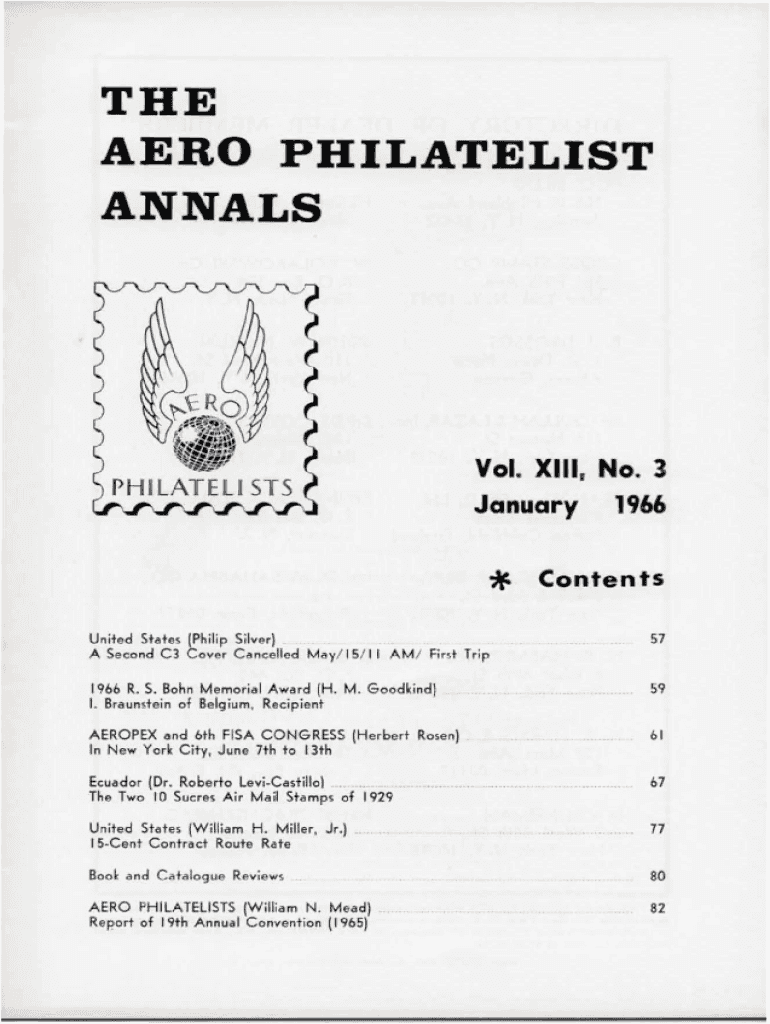 THE
AERO PHILATELIST
ANNALS
AERO
PHILATELISTS
Vol. XIII, No. 3
January 1966
* Contents
United States (Philip Silver) 57
A Second C3 Cover Cancelled May/15/11 AM/ First Trip
1966 R. S. Bohn Memorial Award (H. M. Goodkind) 59
I. Braunstein of Belgium, Recipient
AEROPEX and 6th FISA CONGRESS (Herbert Rosen) 61
In New York City, June 7th to 13th
Ecuador (Dr. Roberto Levi-Castillo) 67
The Two 10 Sucres Air Mail Stamps of 1929
United States (William H. Miller, Jr.) 77
15-Cent Contract Route Rate
Book and Catalogue Reviews 80
AERO PHILATELISTS (William N. Mead) 82
Report of 19th Annual Convention (1965)